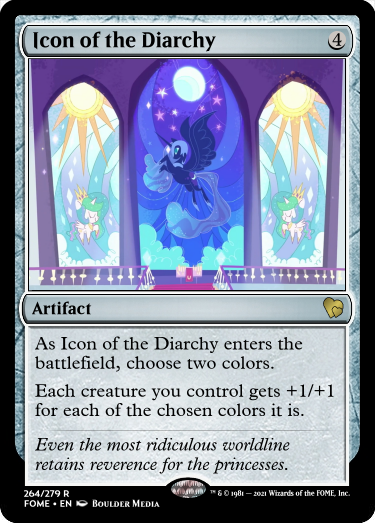 Icon of the Diarchy 4
Artifact
As Icon of the Diarchy enters the
battlefield, choose two colors.
Each creature you control gets +1/+1
for each of the chosen colors it is.
Even the most ridiculous worldline
retains reverence for the princesses.
264/279 R
FOME • EN Boulder Media
™ & © 1981 — 2021 Wizards of the FOME, Inc.